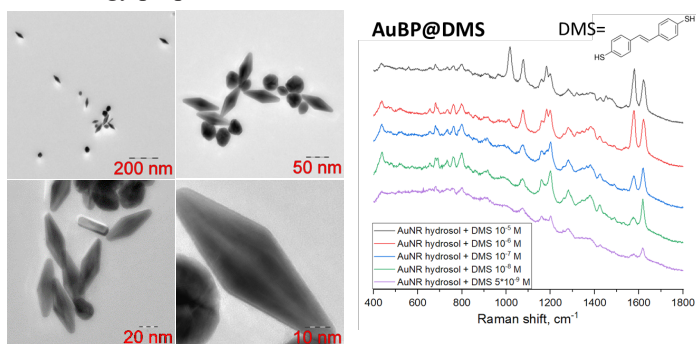 200 nm
50 nm
20 nm
10 nm
AuBP@DMS
DMS=
SH
HS
AuNR hydrosol + DMS 10⁻⁵ M
AuNR hydrosol + DMS 10⁻⁶ M
AuNR hydrosol + DMS 10⁻⁷ M
AuNR hydrosol + DMS 10⁻⁸ M
AuNR hydrosol + DMS 5*10⁻⁹ M
400 600 800 1000 1200 1400 1600 1800
Raman shift, cm⁻¹